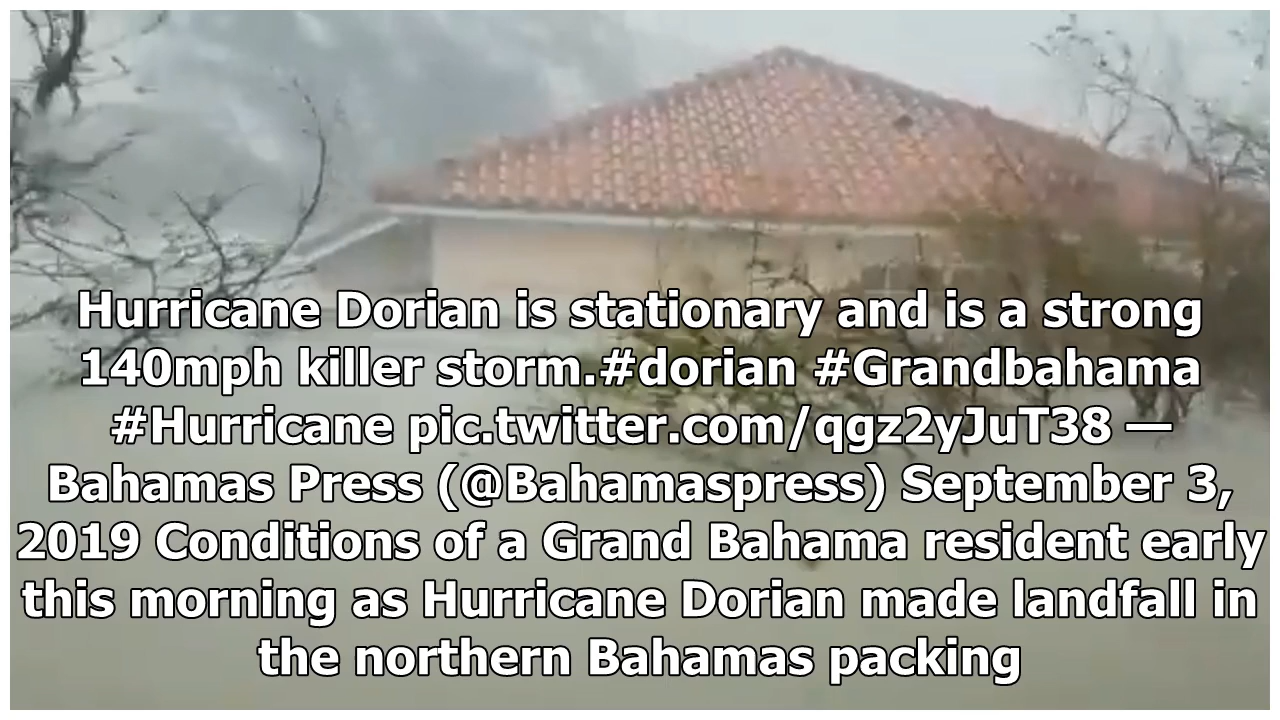 Hurricane Dorian is stationary and is a strong
140mph killer storm.#dorian #Grandbahama
#Hurricane pic.twitter.com/qgz2yJuT38 —
Bahamas Press (@Bahamaspress) September 3,
2019 Conditions of a Grand Bahama resident early
this morning as Hurricane Dorian made landfall in
the northern Bahamas packing